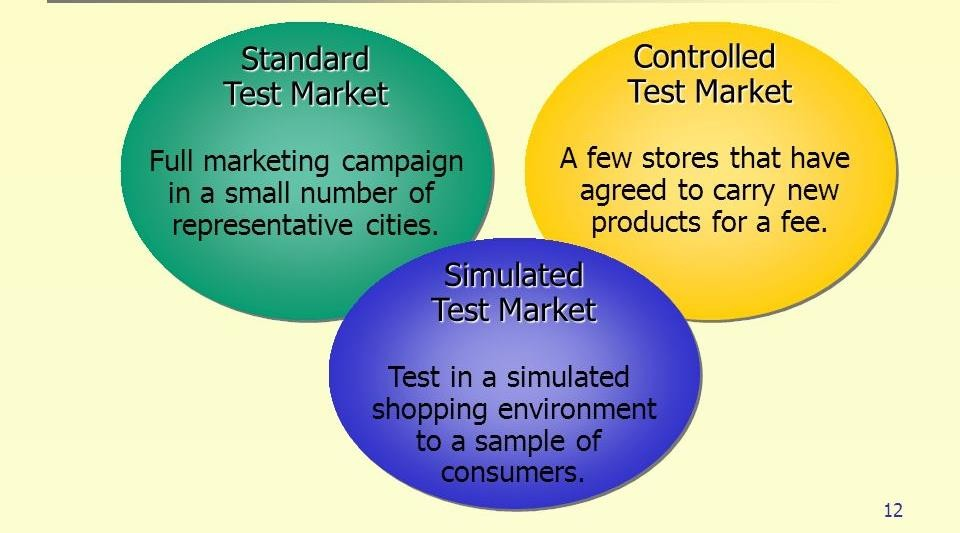 Standard
Test Market
Full marketing campaign
in a small number of
representative cities.
Controlled
Test Market
A few stores that have
agreed to carry new
products for a fee.
Simulated
Test Market
Test in a simulated
shopping environment
to a sample of
consumers.
12